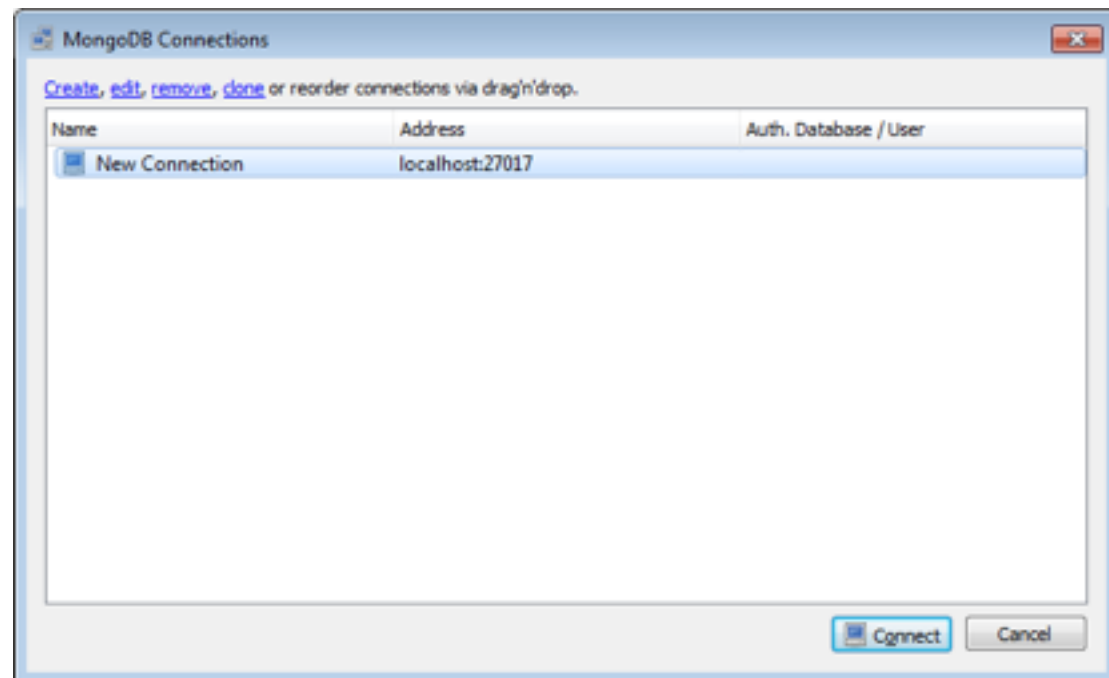 MongoDB Connections
Create, edit, remove, clone or reorder connections via drag'n'drop.
Name Address Auth. Database / User
New Connection localhost:27017
Connect Cancel